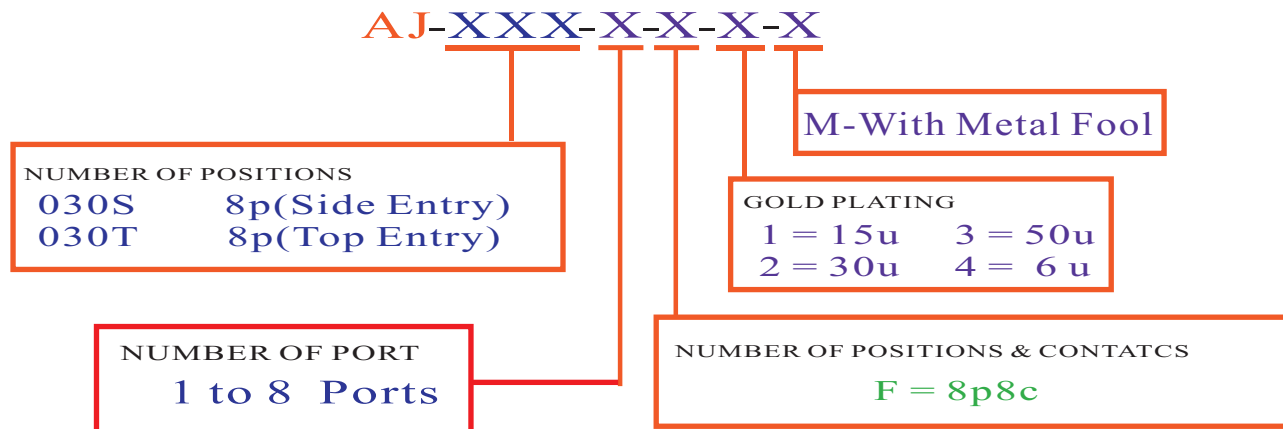 AJ-XXX-X-X-X-X
M-With Metal Fool
NUMBER OF POSITIONS
030S 8p(Side Entry)
030T 8p(Top Entry)
GOLD PLATING
1 = 15u 3 = 50u
2 = 30u 4 = 6 u
NUMBER OF PORT
1 to 8 Ports
NUMBER OF POSITIONS & CONTATCS
F = 8p8c